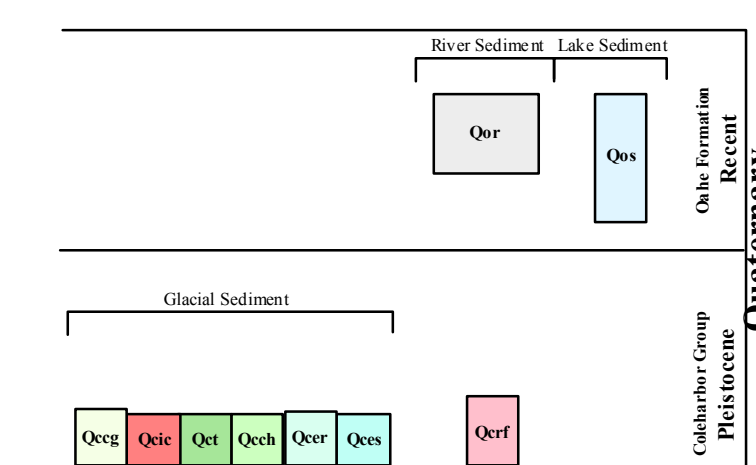 River Sediment Lake Sediment
Qor
Qos
Oahe Formation
Recent
Glacial Sediment
Qccg Qcic Qct Qcch Qcer Qces
Qcrf
Coleharbor Group
Pleistocene